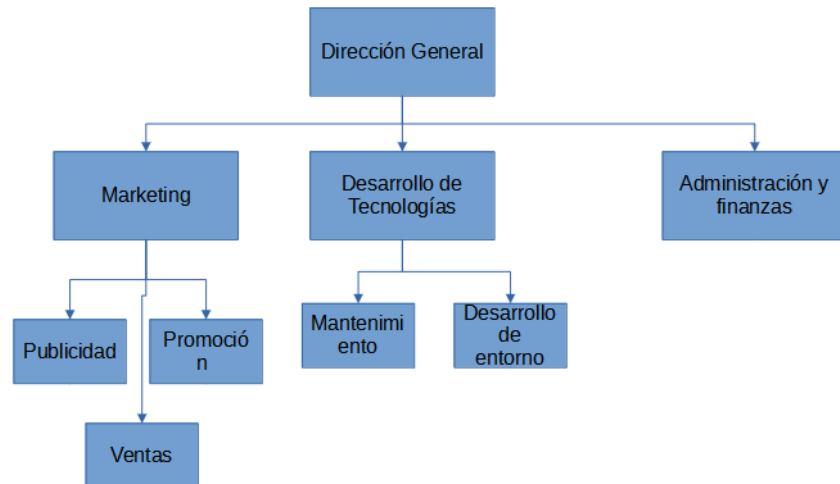 Dirección General
Marketing
Desarrollo de
Tecnologías
Administración y
finanzas
Publicidad
Promoció
n
Mantenimi
ento
Desarrollo
de
entorno
Ventas